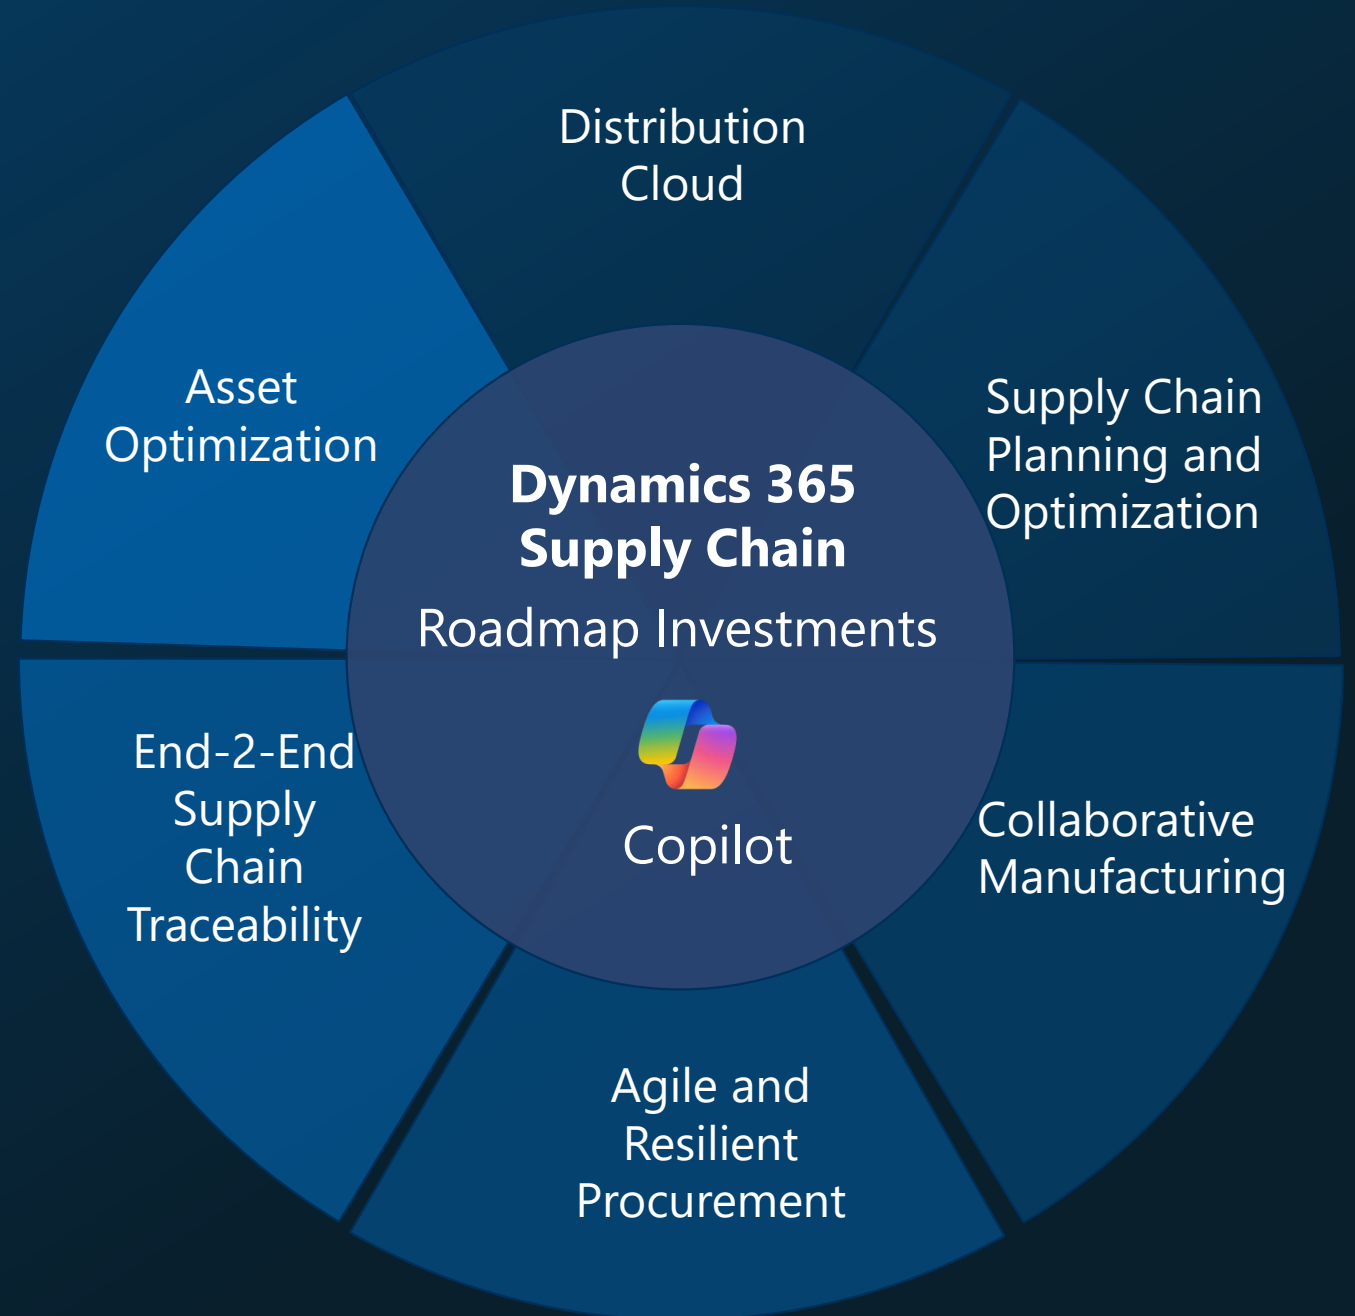 Distribution
Cloud
Supply Chain
Planning and
Optimization
Collaborative
Manufacturing
Agile and
Resilient
Procurement
End-2-End
Supply
Chain
Traceability
Asset
Optimization
Dynamics 365
Supply Chain
Roadmap Investments
Copilot